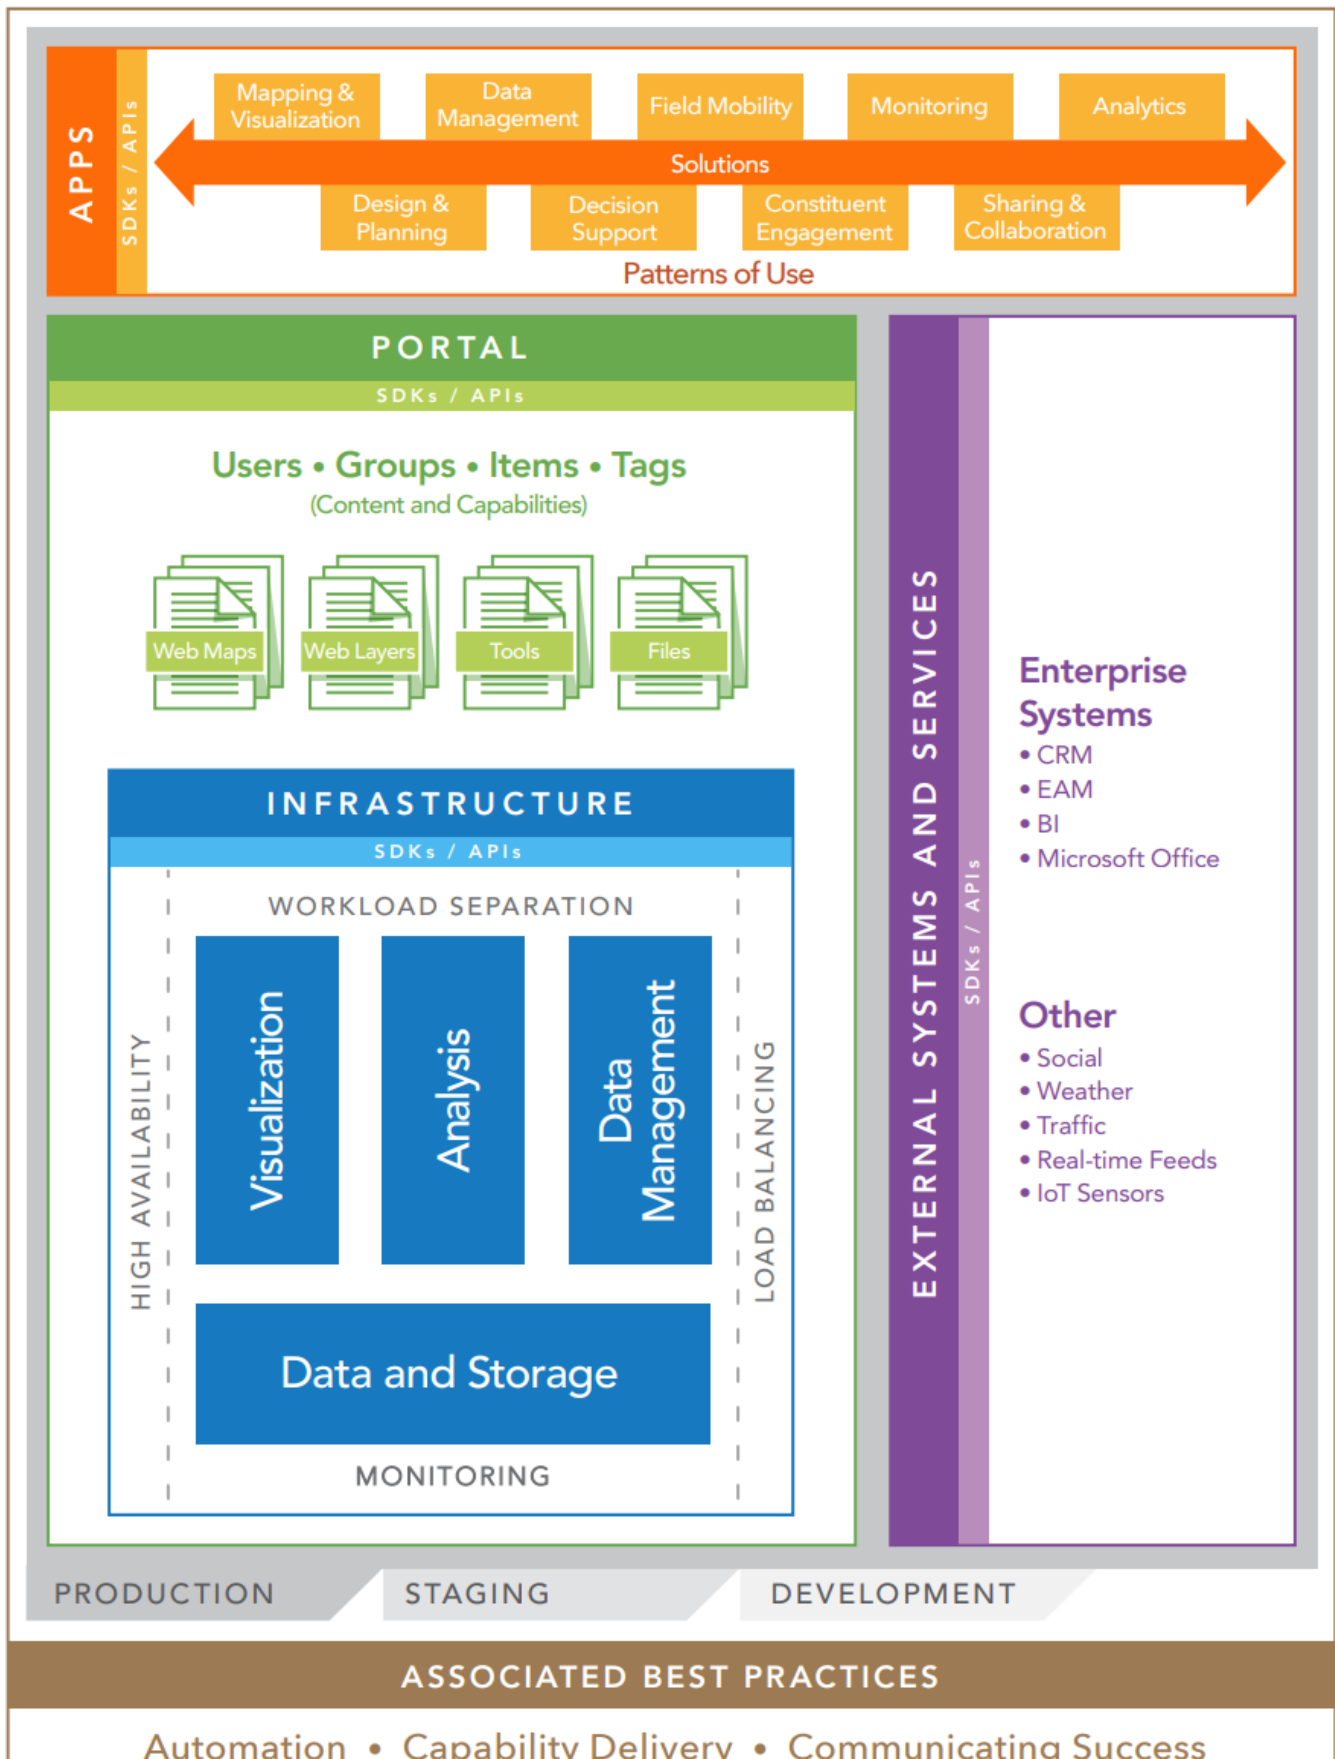 APPS
SDKs / APIs
Mapping &
Visualization
Data
Management
Field Mobility
Monitoring
Analytics
Solutions
Design &
Planning
Decision
Support
Constituent
Engagement
Sharing &
Collaboration
Patterns of Use
PORTAL
SDKs / APIs
Users • Groups • Items • Tags
(Content and Capabilities)
Web Maps
Web Layers
Tools
Files
INFRASTRUCTURE
SDKs / APIs
WORKLOAD SEPARATION
HIGH AVAILABILITY
Visualization
Analysis
Data
Management
LOAD BALANCING
Data and Storage
MONITORING
EXTERNAL SYSTEMS AND SERVICES
SDKs / APIs
Enterprise
Systems
• CRM
• EAM
• BI
• Microsoft Office
Other
• Social
• Weather
• Traffic
• Real-time Feeds
• IoT Sensors
PRODUCTION
STAGING
DEVELOPMENT
ASSOCIATED BEST PRACTICES
Automation • Capability Delivery • Communicating Success